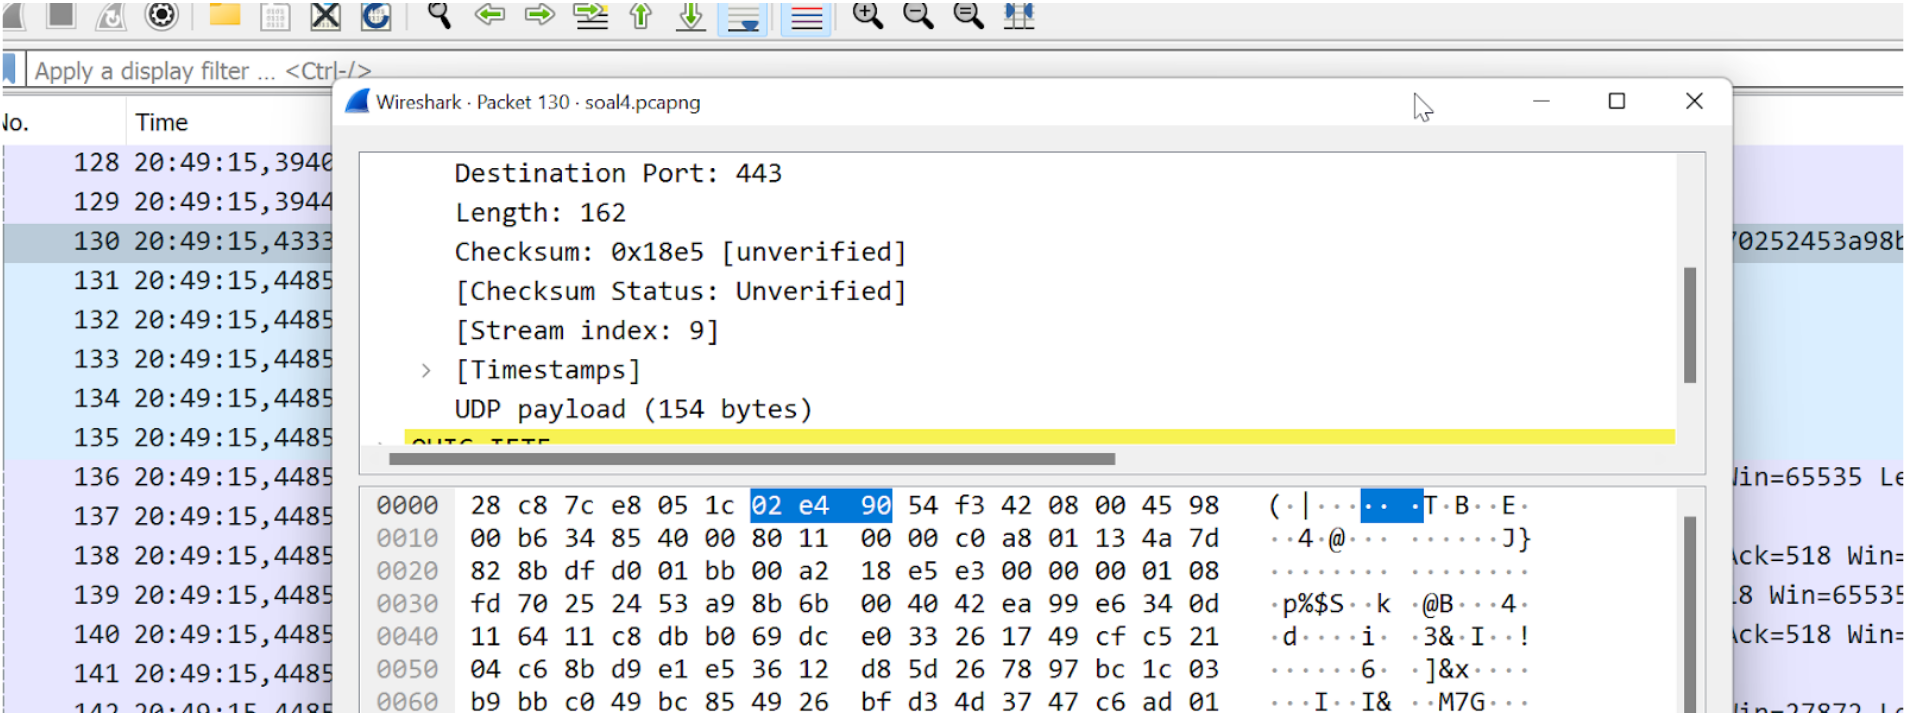 Apply a display filter ... <Ctrl-/>
Wireshark · Packet 130 · soal4.pcapng
No. Time
128 20:49:15,3940
129 20:49:15,3944
130 20:49:15,4333
131 20:49:15,4485
132 20:49:15,4485
133 20:49:15,4485
134 20:49:15,4485
135 20:49:15,4485
136 20:49:15,4485
137 20:49:15,4485
138 20:49:15,4485
139 20:49:15,4485
140 20:49:15,4485
141 20:49:15,4485
142 20:49:15,4485
Destination Port: 443
Length: 162
Checksum: 0x18e5 [unverified]
[Checksum Status: Unverified]
[Stream index: 9]
[Timestamps]
UDP payload (154 bytes)
QUIC IETF
0000 28 c8 7c e8 05 1c 02 e4 90 54 f3 42 08 00 45 98 (·|··· ·· ·T·B··E·
0010 00 b6 34 85 40 00 80 11 00 00 c0 a8 01 13 4a 7d ··4·@··· ······J}
0020 82 8b df d0 01 bb 00 a2 18 e5 e3 00 00 00 01 08 ········ ········
0030 fd 70 25 24 53 a9 8b 6b 00 40 42 ea 99 e6 34 0d ·p%$S··k ·@B···4·
0040 11 64 11 c8 db b0 69 dc e0 33 26 17 49 cf c5 21 ·d····i· ·3&·I··!
0050 04 c6 8b d9 e1 e5 36 12 d8 5d 26 78 97 bc 1c 03 ······6· ·]&x····
0060 b9 bb c0 49 bc 85 49 26 bf d3 4d 37 47 c6 ad 01 ···I··I& ··M7G···
70252453a98b
Win=65535 Le
Ack=518 Win=
18 Win=65535
Ack=518 Win=
Win=27872 Le